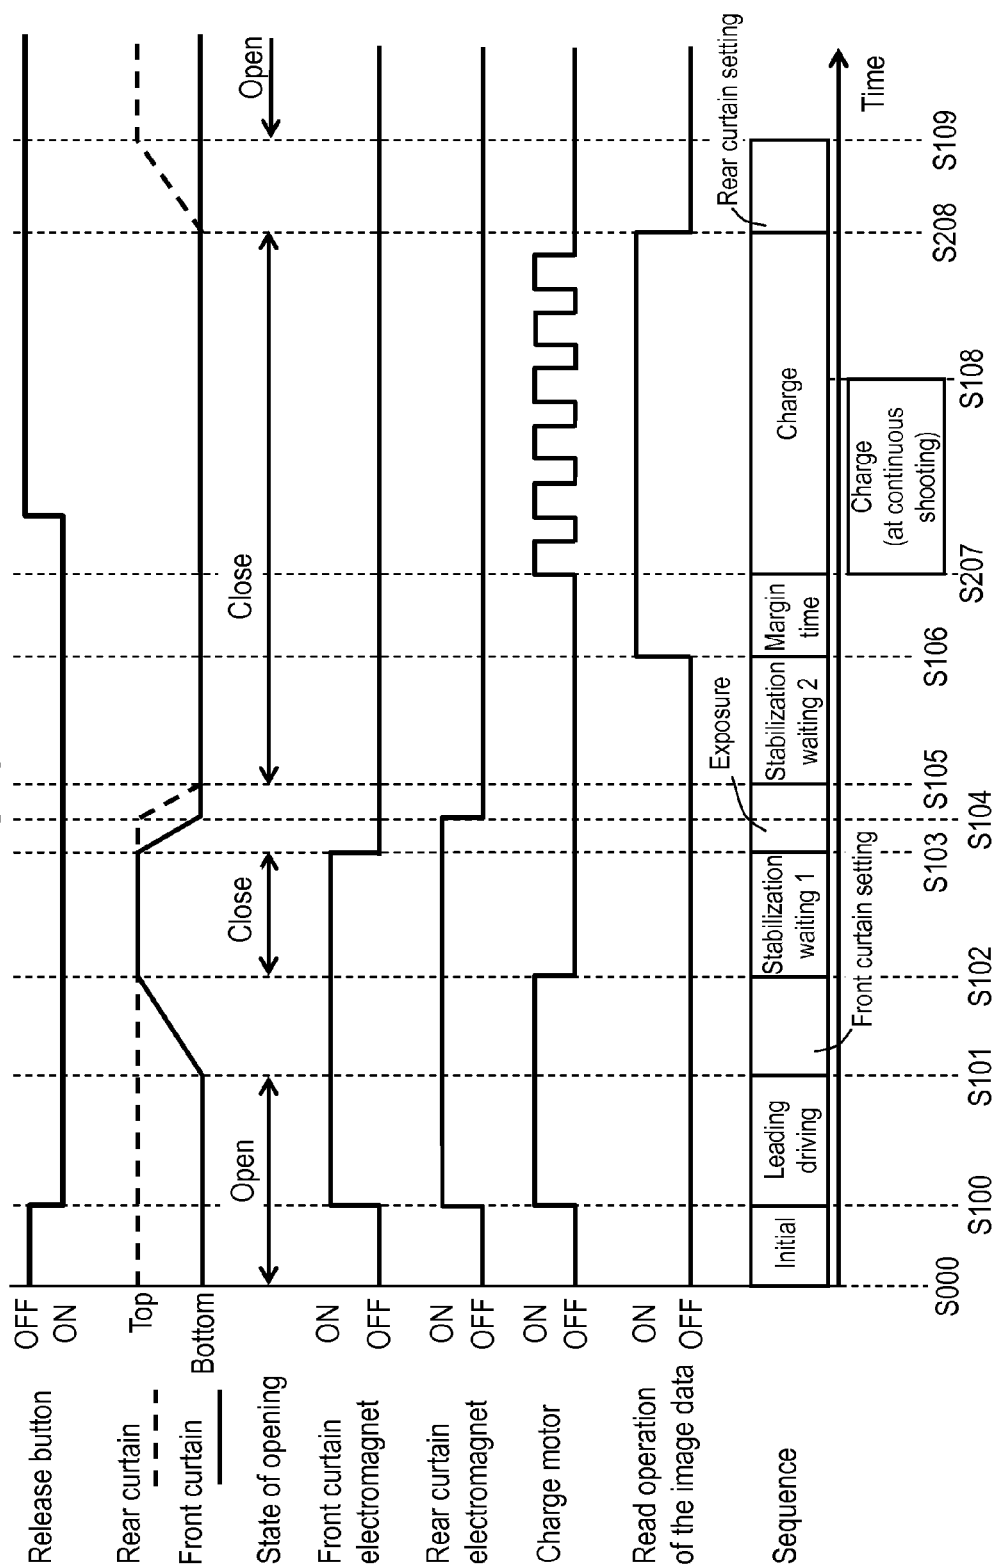 Release button
OFF
ON
Rear curtain
Top
Front curtain
Bottom
State of opening
Open
Close
Close
Open
Front curtain
electromagnet
ON
OFF
Rear curtain
electromagnet
ON
OFF
Charge motor
ON
OFF
Read operation
of the image data
ON
OFF
Exposure
Rear curtain setting
Sequence
Initial
Leading
driving
Stabilization
waiting 1
Stabilization
waiting 2
Margin
time
Charge
Front curtain setting
Charge
(at continuous
shooting)
Time
S000
S100
S101
S102
S103
S104
S105
S106
S207
S108
S208
S109